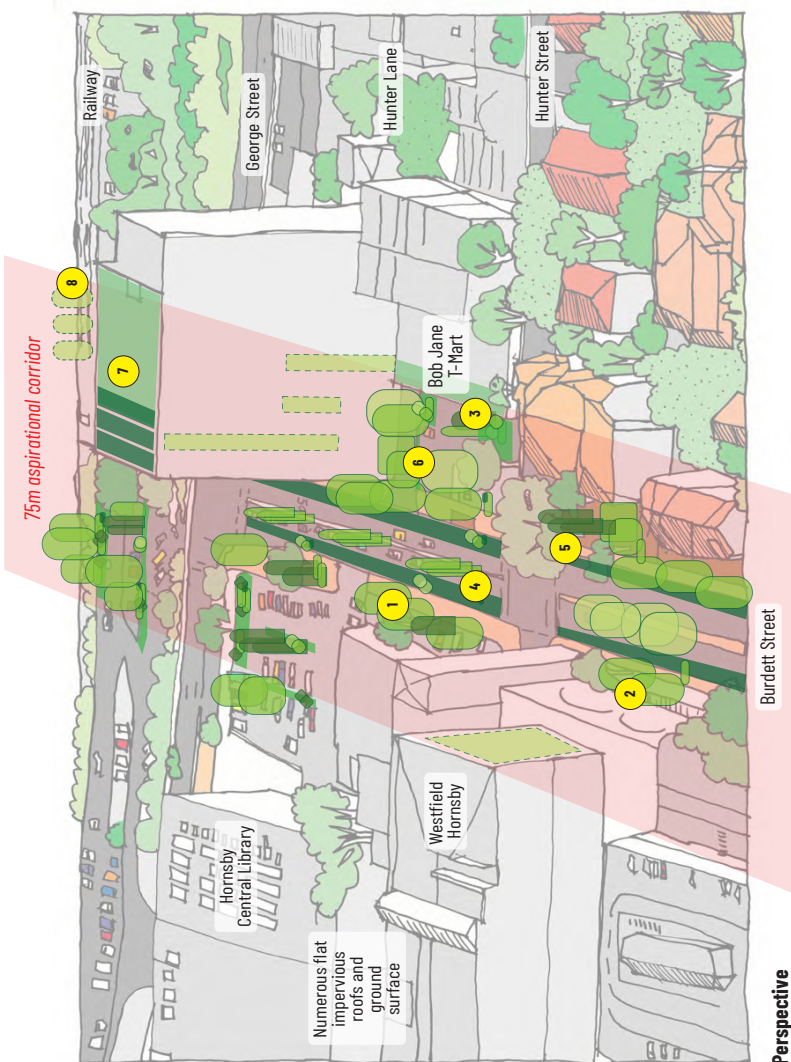 75m aspirational corridor
Railway
George Street
Hunter Lane
Hunter Street
8
7
Bob Jane
T-Mart
3
6
5
4
1
2
Burdett Street
Hornsby
Central Library
Westfield
Hornsby
Numerous flat
impervious
roofs and
ground
surface
Perspective